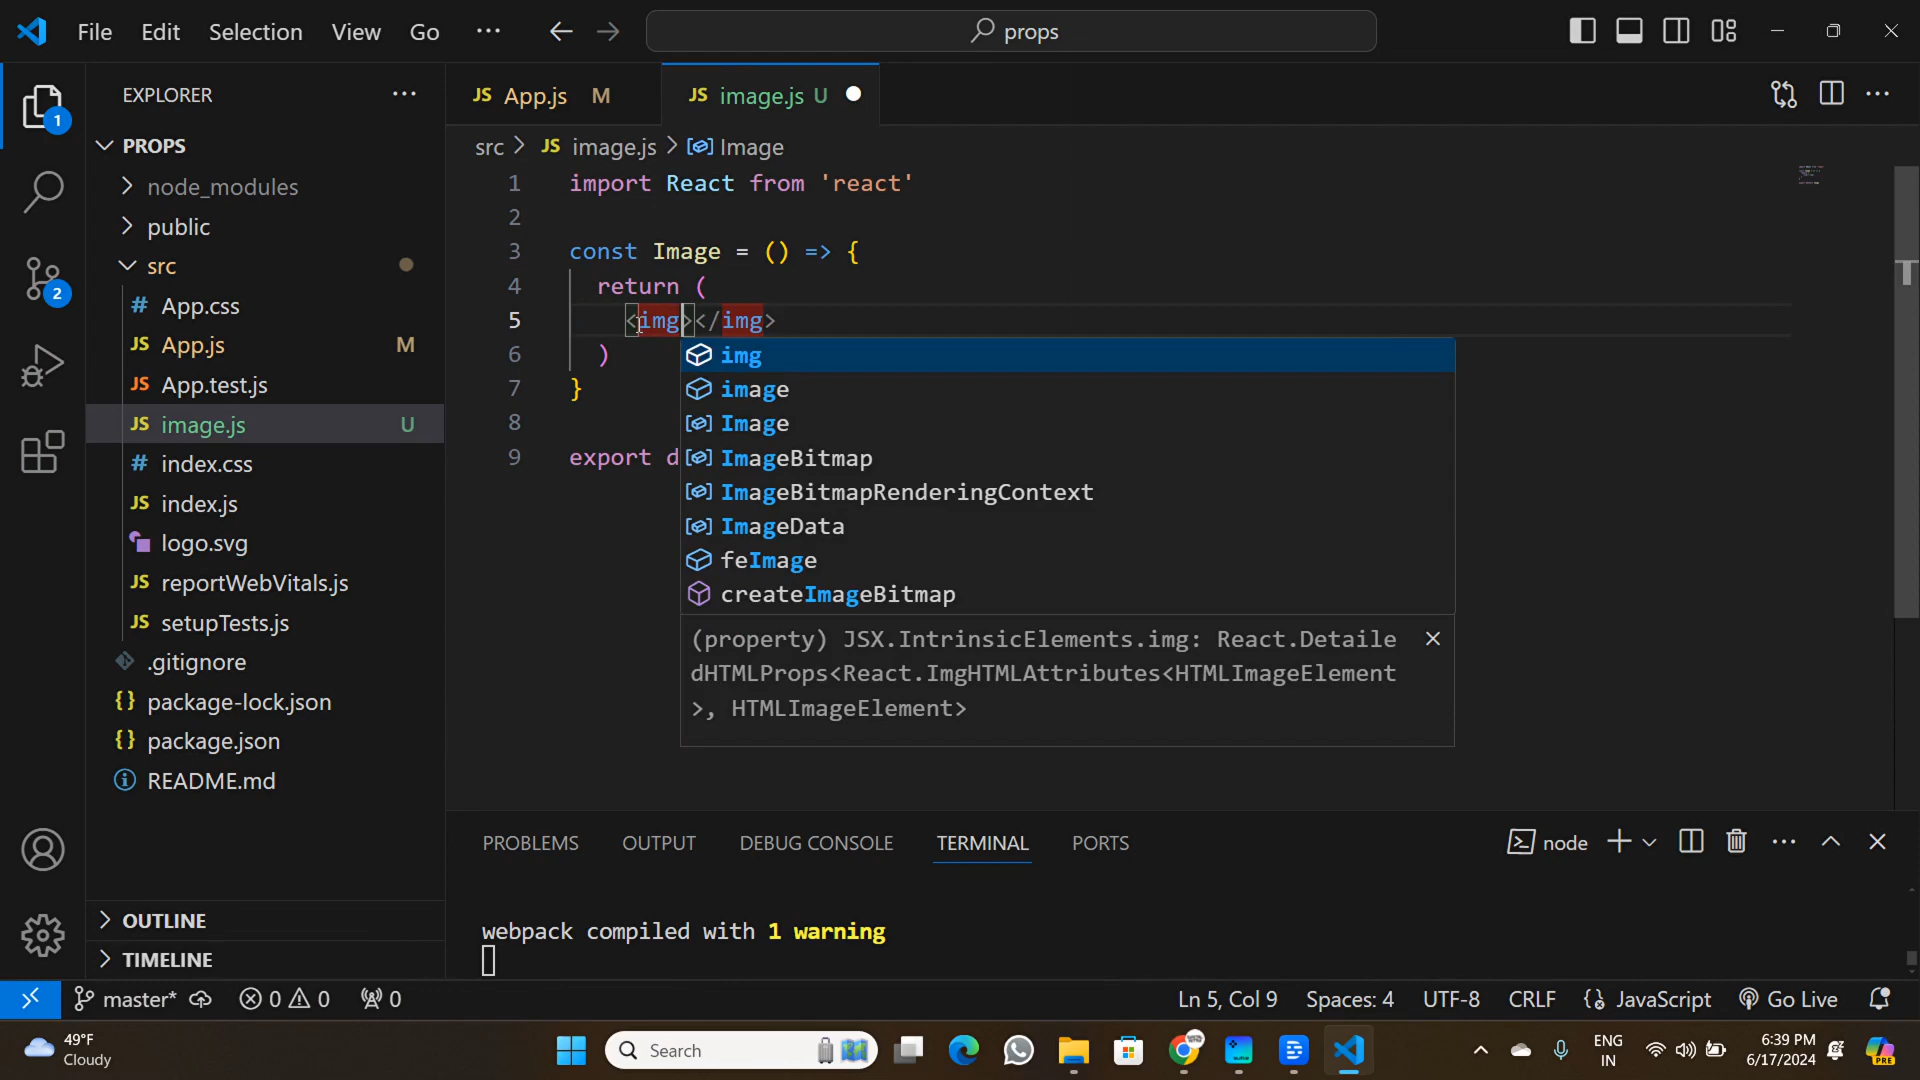 File Edit Selection View Go ··· props
EXPLORER ···
PROPS
node_modules
public
src
App.css
App.js M
App.test.js
image.js U
index.css
index.js
logo.svg
reportWebVitals.js
setupTests.js
.gitignore
package-lock.json
package.json
README.md
OUTLINE
TIMELINE
1
2
2
JS App.js M JS image.js U
src > JS image.js > Image
1 import React from 'react'
2
3 const Image = () => {
4 return (
5 <img></img>
6 )
7 }
8
9 export d
img
image
Image
ImageBitmap
ImageBitmapRenderingContext
ImageData
feImage
createImageBitmap
(property) JSX.IntrinsicElements.img: React.Detaile
dHTMLProps<React.ImgHTMLAttributes<HTMLImageElement
>, HTMLImageElement>
PROBLEMS OUTPUT DEBUG CONSOLE TERMINAL PORTS node
webpack compiled with 1 warning
master* 0 0 0 Ln 5, Col 9 Spaces: 4 UTF-8 CRLF JavaScript Go Live
49°F
Cloudy
Search
ENG
IN
6:39 PM
6/17/2024
PRE